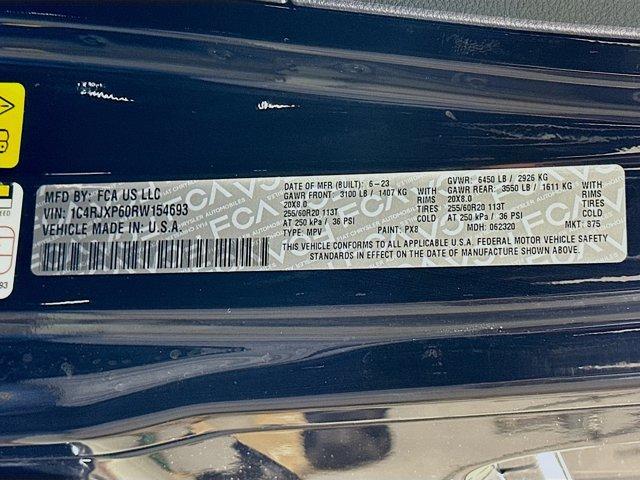 MFD BY: FCA US LLC
VIN: 1C4RJXP60RW154693
VEHICLE MADE IN: U.S.A.
DATE OF MFR (BUILT): 6-23
GAWR FRONT: 3100 LB / 1407 KG
20X8.0 WITH
255/60R20 113T TIRES
AT 250 kPa / 36 PSI COLD
TYPE: MPV PAINT: PX8
GVWR: 6450 LB / 2926 KG
GAWR REAR: 3550 LB / 1611 KG
20X8.0 WITH
255/60R20 113T TIRES
AT 250 kPa / 36 PSI COLD
MDH: 062320 MKT: 875
THIS VEHICLE CONFORMS TO ALL APPLICABLE U.S.A. FEDERAL MOTOR VEHICLE SAFETY
STANDARDS IN EFFECT ON THE DATE OF MANUFACTURE SHOWN ABOVE.
93